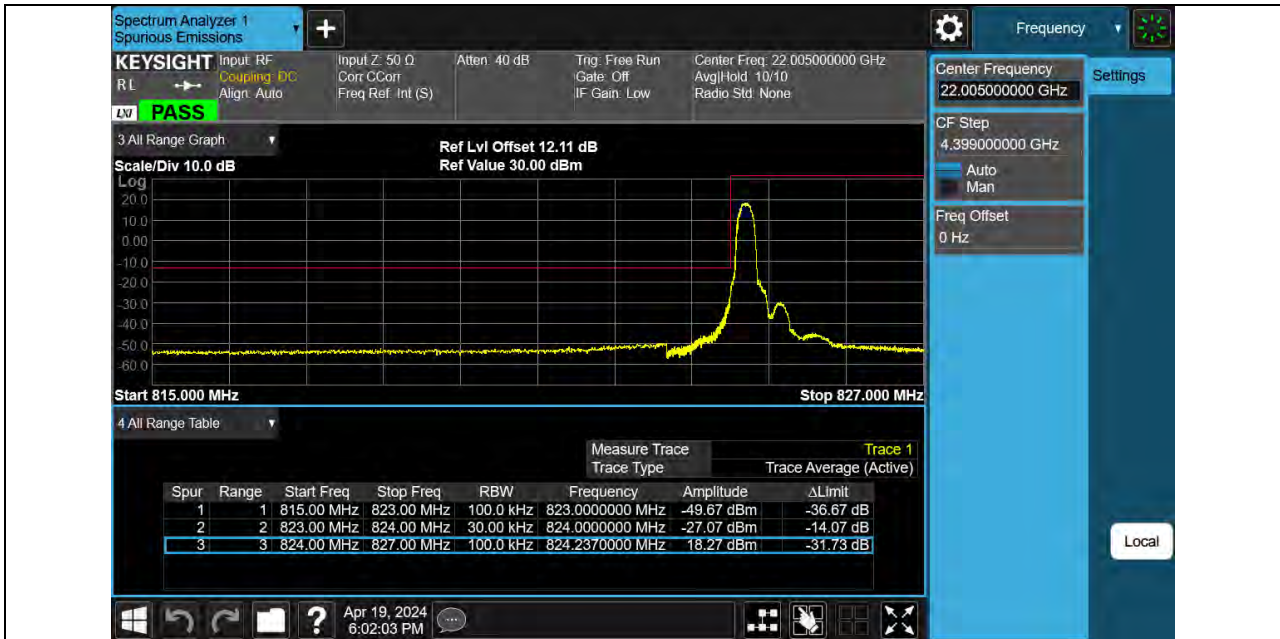 Spectrum Analyzer 1
Spurious Emissions
Frequency
KEYSIGHT
RL
LXI
PASS
Input: RF
Coupling: DC
Align: Auto
Input Z: 50 Ω
Corr CCorr
Freq Ref: Int (S)
Atten: 40 dB
Trig: Free Run
Gate: Off
IF Gain: Low
Center Freq: 22.005000000 GHz
Avg|Hold: 10/10
Radio Std: None
Center Frequency
22.005000000 GHz
Settings
CF Step
4.399000000 GHz
Auto
Man
Freq Offset
0 Hz
3 All Range Graph
Ref Lvl Offset 12.11 dB
Scale/Div 10.0 dB
Ref Value 30.00 dBm
Log
20.0
10.0
0.00
-10.0
-20.0
-30.0
-40.0
-50.0
-60.0
Start 815.000 MHz
Stop 827.000 MHz
4 All Range Table
Measure Trace Trace 1
Trace Type Trace Average (Active)
Spur Range Start Freq Stop Freq RBW Frequency Amplitude ΔLimit
1 1 815.00 MHz 823.00 MHz 100.0 kHz 823.0000000 MHz -49.67 dBm -36.67 dB
2 2 823.00 MHz 824.00 MHz 30.00 kHz 824.0000000 MHz -27.07 dBm -14.07 dB
3 3 824.00 MHz 827.00 MHz 100.0 kHz 824.2370000 MHz 18.27 dBm -31.73 dB
Local
?
Apr 19, 2024
6:02:03 PM